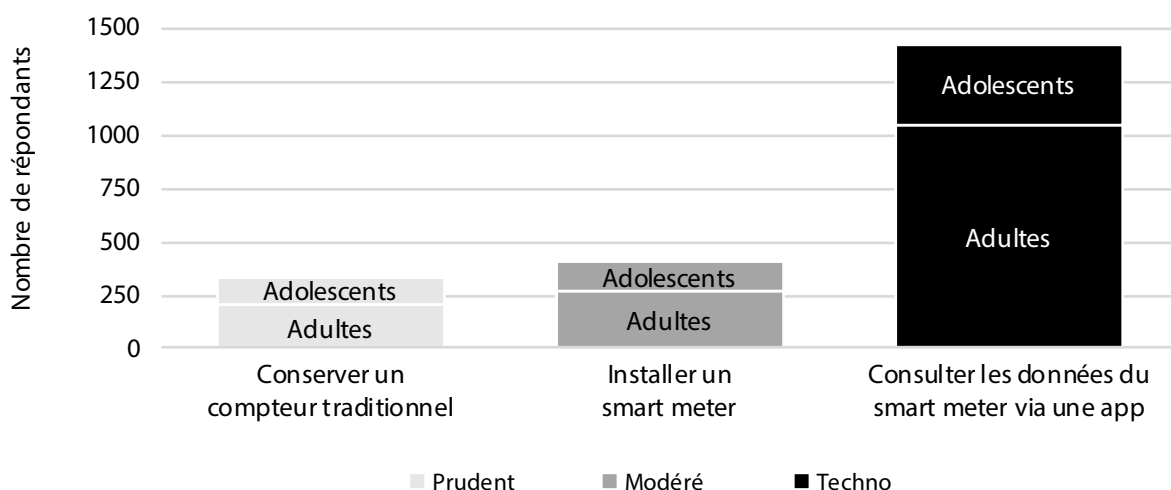 Nombre de répondants
1500
1250
1000
750
500
250
0
Adolescents
Adultes
Adolescents
Adultes
Adolescents
Adultes
Conserver un
compteur traditionnel
Installer un
smart meter
Consulter les données du
smart meter via une app
Prudent
Modéré
Techno